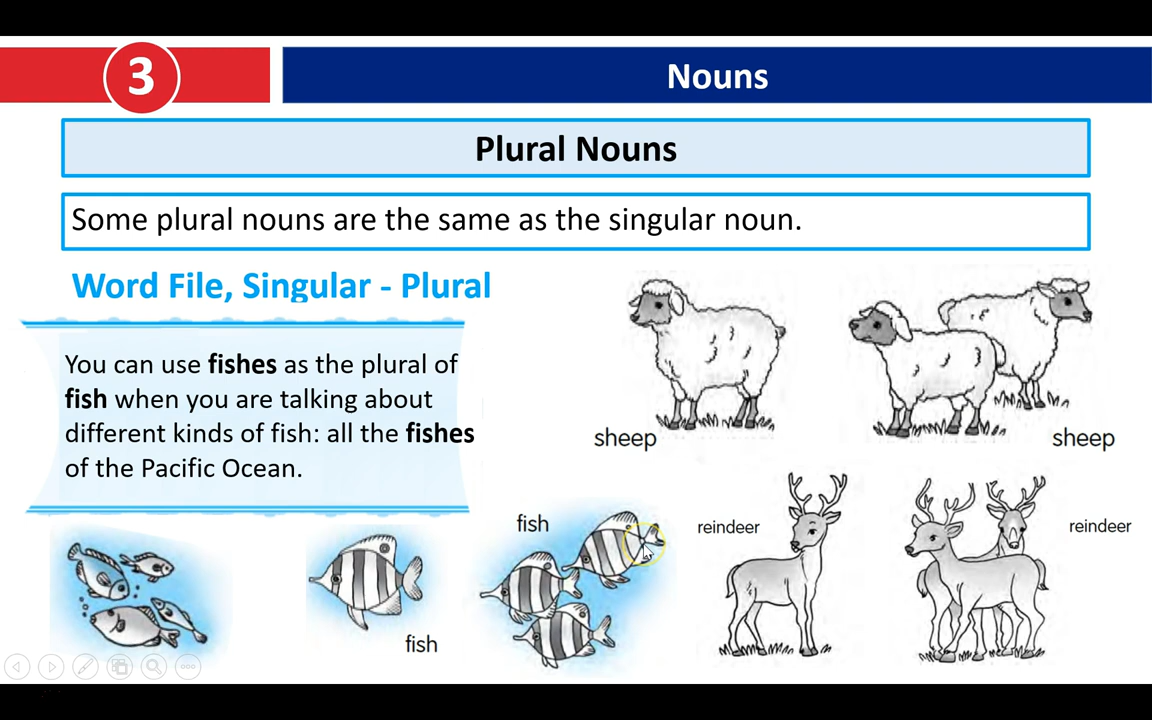 3
Nouns
Plural Nouns
Some plural nouns are the same as the singular noun.
Word File, Singular - Plural
You can use fishes as the plural of
fish when you are talking about
different kinds of fish: all the fishes
of the Pacific Ocean.
sheep
sheep
fish
reindeer
reindeer
fish